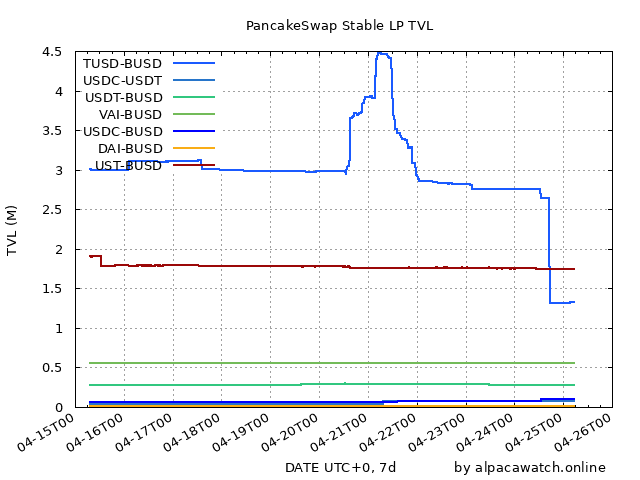 PancakeSwap Stable LP TVL
4.5
4
3.5
3
2.5
2
1.5
1
0.5
0
TVL (M)
TUSD-BUSD
USDC-USDT
USDT-BUSD
VAI-BUSD
USDC-BUSD
DAI-BUSD
UST-BUSD
04-15T00
04-16T00
04-17T00
04-18T00
04-19T00
04-20T00
04-21T00
04-22T00
04-23T00
04-24T00
04-25T00
04-26T00
DATE UTC+0, 7d
by alpacawatch.online